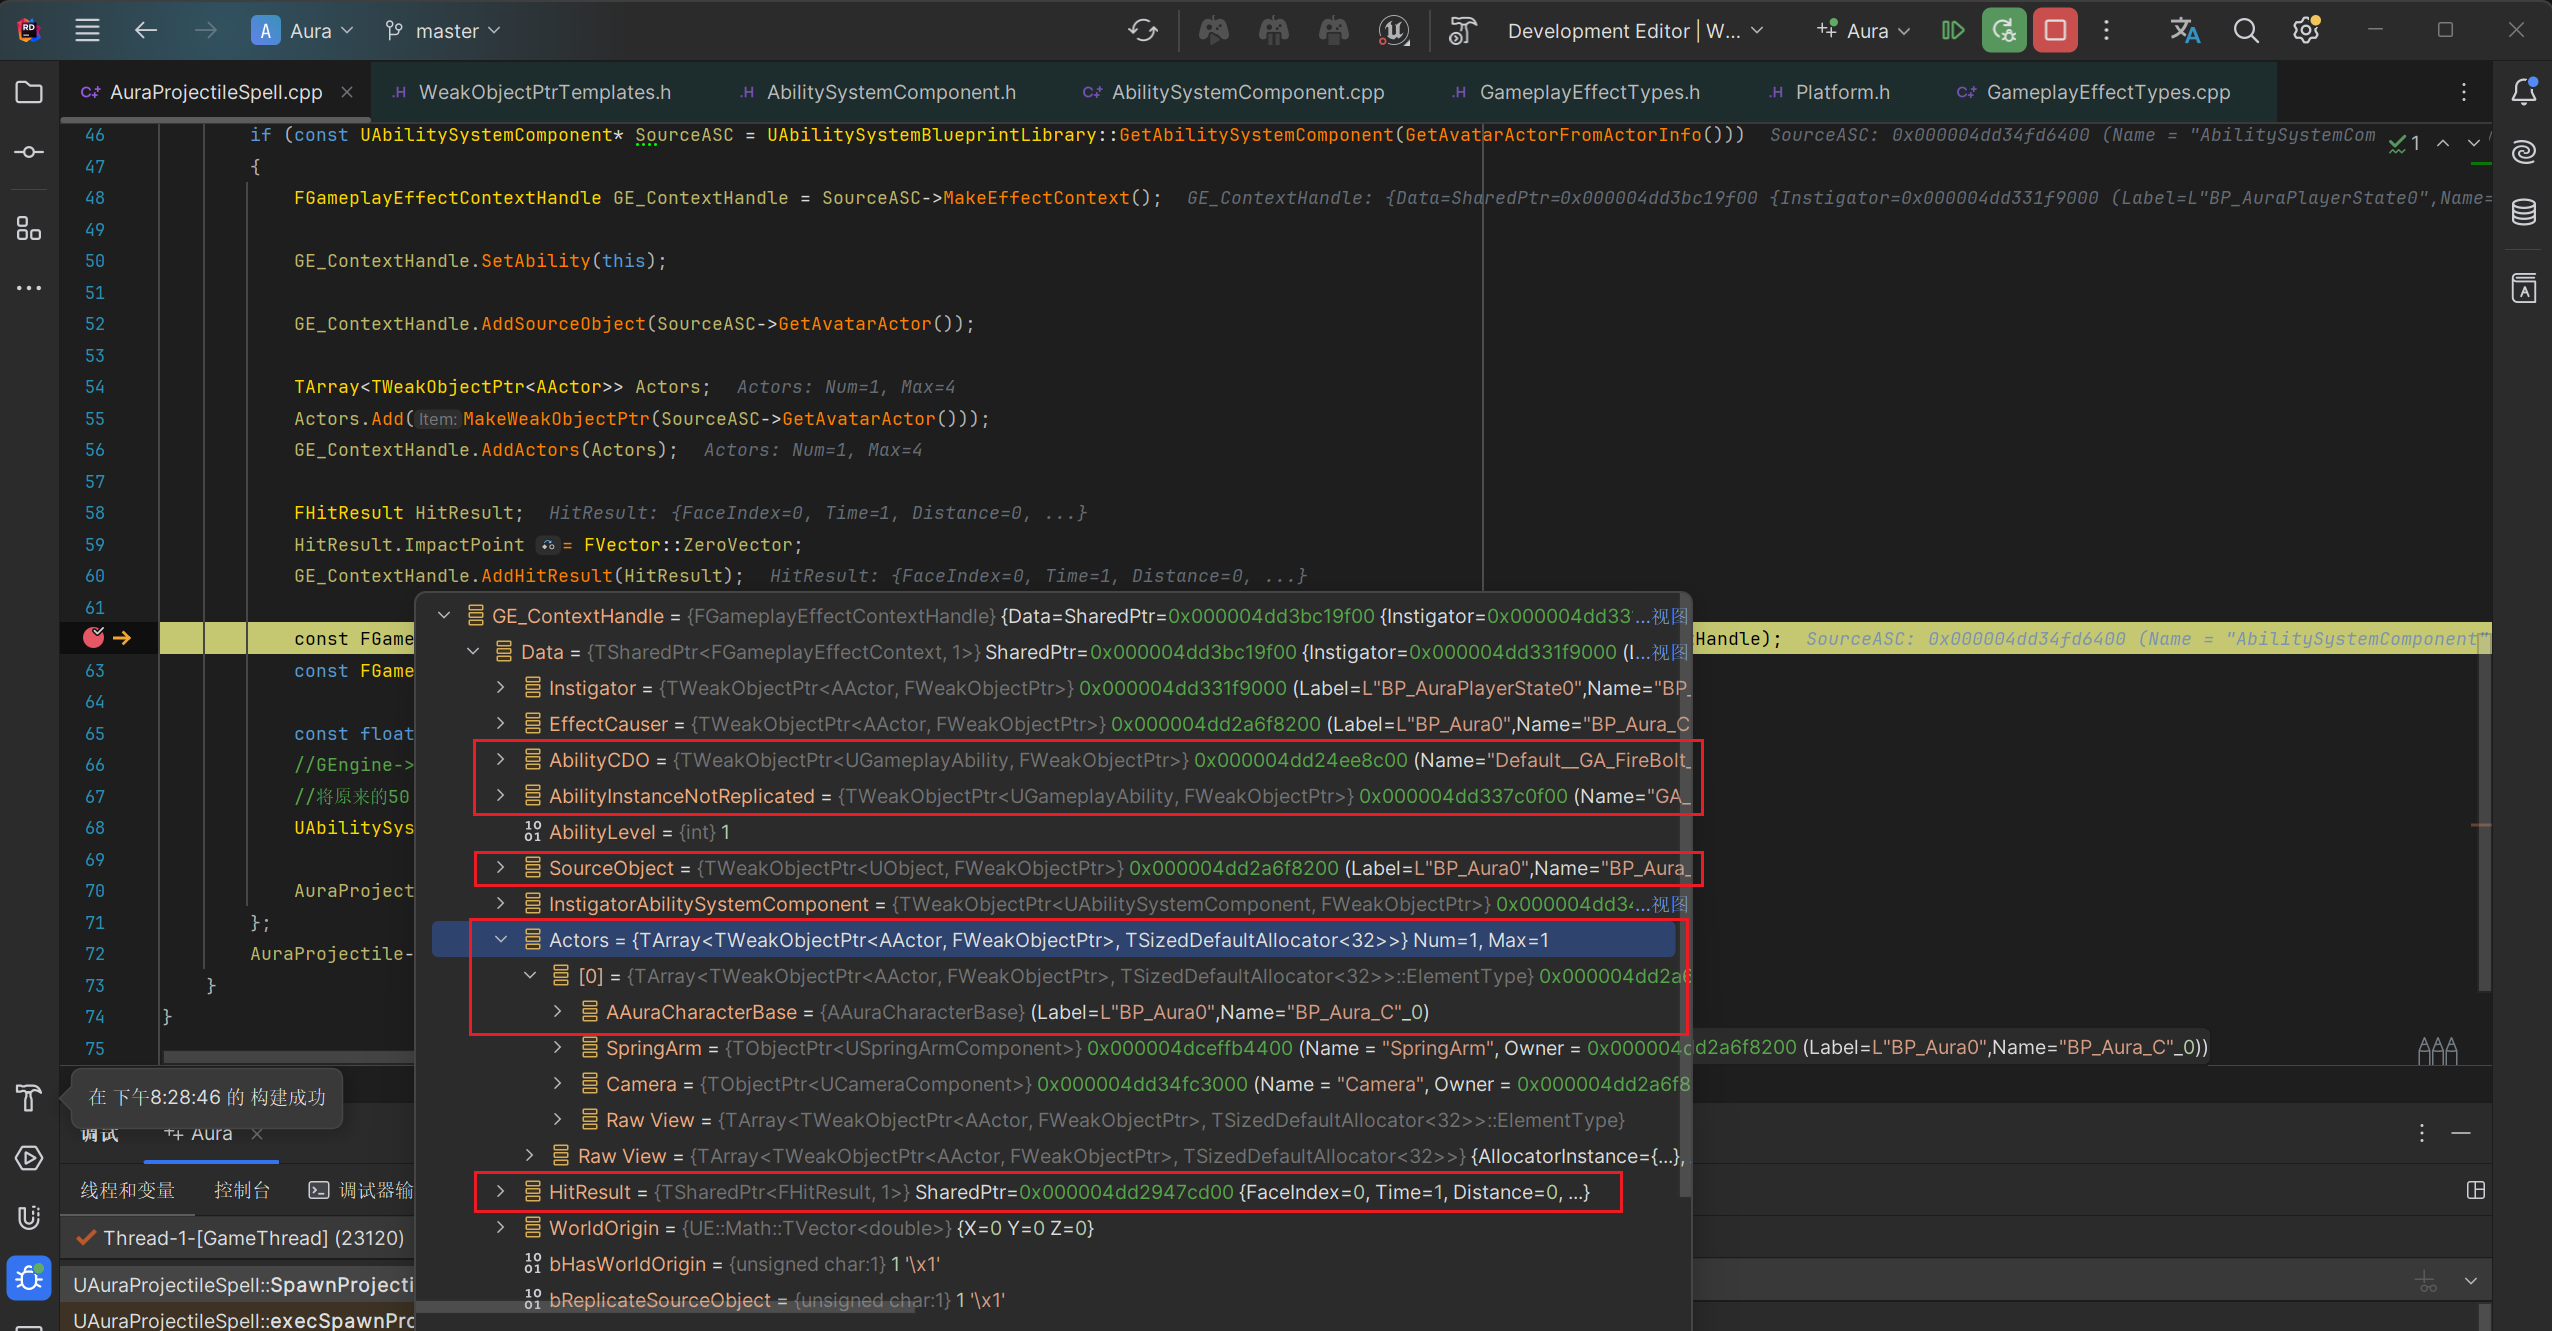 A Aura master Development Editor | W... Aura
AuraProjectileSpell.cpp .H WeakObjectPtrTemplates.h .H AbilitySystemComponent.h AbilitySystemComponent.cpp .H GameplayEffectTypes.h .H Platform.h GameplayEffectTypes.cpp
46 if (const UAbilitySystemComponent* SourceASC = UAbilitySystemBlueprintLibrary::GetAbilitySystemComponent(GetAvatarActorFromActorInfo())) SourceASC: 0x000004dd34fd6400 (Name = "AbilitySystemCom 1
47 {
48 FGameplayEffectContextHandle GE_ContextHandle = SourceASC->MakeEffectContext(); GE_ContextHandle: {Data=SharedPtr=0x000004dd3bc19f00 {Instigator=0x000004dd331f9000 (Label=L"BP_AuraPlayerState0",Name=
49
50 GE_ContextHandle.SetAbility(this);
51
52 GE_ContextHandle.AddSourceObject(SourceASC->GetAvatarActor());
53
54 TArray<TWeakObjectPtr<AActor>> Actors; Actors: Num=1, Max=4
55 Actors.Add(Item: MakeWeakObjectPtr(SourceASC->GetAvatarActor()));
56 GE_ContextHandle.AddActors(Actors); Actors: Num=1, Max=4
57
58 FHitResult HitResult; HitResult: {FaceIndex=0, Time=1, Distance=0, ...}
59 HitResult.ImpactPoint = FVector::ZeroVector;
60 GE_ContextHandle.AddHitResult(HitResult); HitResult: {FaceIndex=0, Time=1, Distance=0, ...}
61
GE_ContextHandle = {FGameplayEffectContextHandle} {Data=SharedPtr=0x000004dd3bc19f00 {Instigator=0x000004dd33 ...视图
const FGame Handle); SourceASC: 0x000004dd34fd6400 (Name = "AbilitySystemComponent"
Data = {TSharedPtr<FGameplayEffectContext, 1>} SharedPtr=0x000004dd3bc19f00 {Instigator=0x000004dd331f9000 (L...视图
63 const FGame
Instigator = {TWeakObjectPtr<AActor, FWeakObjectPtr>} 0x000004dd331f9000 (Label=L"BP_AuraPlayerState0",Name="BP_
64
EffectCauser = {TWeakObjectPtr<AActor, FWeakObjectPtr>} 0x000004dd2a6f8200 (Label=L"BP_Aura0",Name="BP_Aura_C
65 const float
AbilityCDO = {TWeakObjectPtr<UGameplayAbility, FWeakObjectPtr>} 0x000004dd24ee8c00 (Name="Default__GA_FireBolt_
66 //GEngine->
AbilityInstanceNotReplicated = {TWeakObjectPtr<UGameplayAbility, FWeakObjectPtr>} 0x000004dd337c0f00 (Name="GA_
67 //将原来的50
AbilityLevel = {int} 1
68 UAbilitySys
69
SourceObject = {TWeakObjectPtr<UObject, FWeakObjectPtr>} 0x000004dd2a6f8200 (Label=L"BP_Aura0",Name="BP_Aura_
70 AuraProject
InstigatorAbilitySystemComponent = {TWeakObjectPtr<UAbilitySystemComponent, FWeakObjectPtr>} 0x000004dd34...视图
71 };
Actors = {TArray<TWeakObjectPtr<AActor, FWeakObjectPtr>, TSizedDefaultAllocator<32>>} Num=1, Max=1
72 AuraProjectile-
[0] = {TArray<TWeakObjectPtr<AActor, FWeakObjectPtr>, TSizedDefaultAllocator<32>>::ElementType} 0x000004dd2a6
73 }
AAuraCharacterBase = {AAuraCharacterBase} (Label=L"BP_Aura0",Name="BP_Aura_C"_0)
74 }
75
SpringArm = {TObjectPtr<USpringArmComponent>} 0x000004dceffb4400 (Name = "SpringArm", Owner = 0x000004dd2a6f8200 (Label=L"BP_Aura0",Name="BP_Aura_C"_0))
Camera = {TObjectPtr<UCameraComponent>} 0x000004dd34fc3000 (Name = "Camera", Owner = 0x000004dd2a6f8
在 下午8:28:46 的 构建成功
Raw View = {TArray<TWeakObjectPtr<AActor, FWeakObjectPtr>, TSizedDefaultAllocator<32>>::ElementType}
调试 Aura
Raw View = {TArray<TWeakObjectPtr<AActor, FWeakObjectPtr>, TSizedDefaultAllocator<32>>} {AllocatorInstance={...},
线程和变量 控制台 调试器输
HitResult = {TSharedPtr<FHitResult, 1>} SharedPtr=0x000004dd2947cd00 {FaceIndex=0, Time=1, Distance=0, ...}
WorldOrigin = {UE::Math::TVector<double>} {X=0 Y=0 Z=0}
Thread-1-[GameThread] (23120)
bHasWorldOrigin = {unsigned char:1} 1 '\x1'
UAuraProjectileSpell::SpawnProjecti
bReplicateSourceObject = {unsigned char:1} 1 '\x1'
UAuraProjectileSpell::execSpawnPro